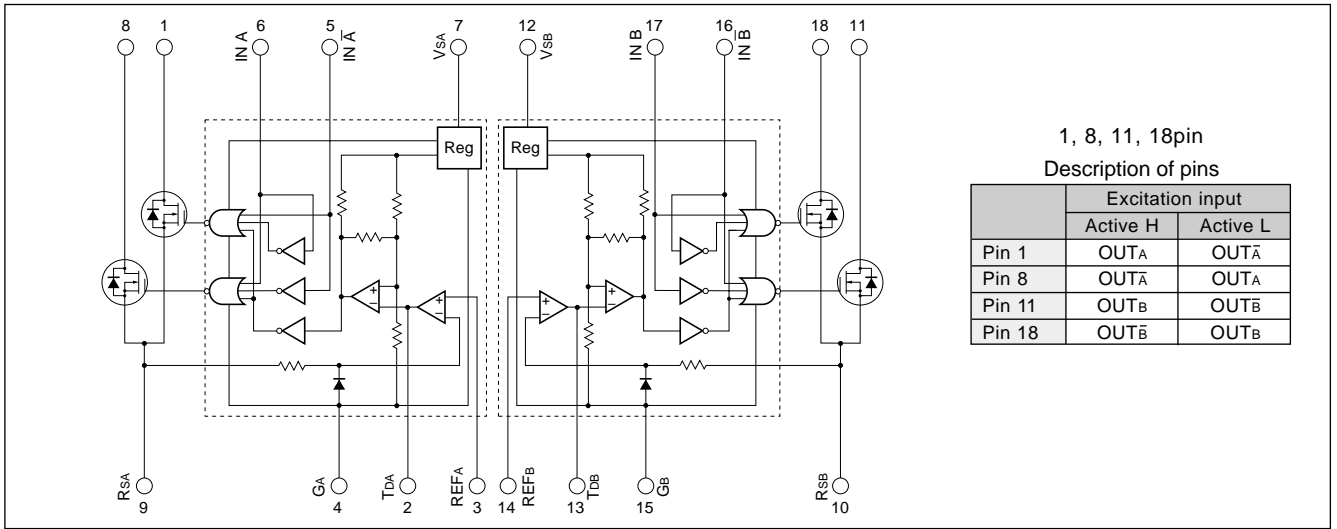 8 1 6 5 7 12 17 16 18 11
IN A
IN A̅
VSA
VSB
IN B
IN B̅
Reg
Reg
RSA
9
GA
4
TDA
2
REFA
3
14
REFB
13
TDB
15
GB
RSB
10
1, 8, 11, 18pin
Description of pins
Excitation input
Active H Active L
Pin 1 OUTA OUTA̅
Pin 8 OUTA̅ OUTA
Pin 11 OUTB OUTB̅
Pin 18 OUTB̅ OUTB